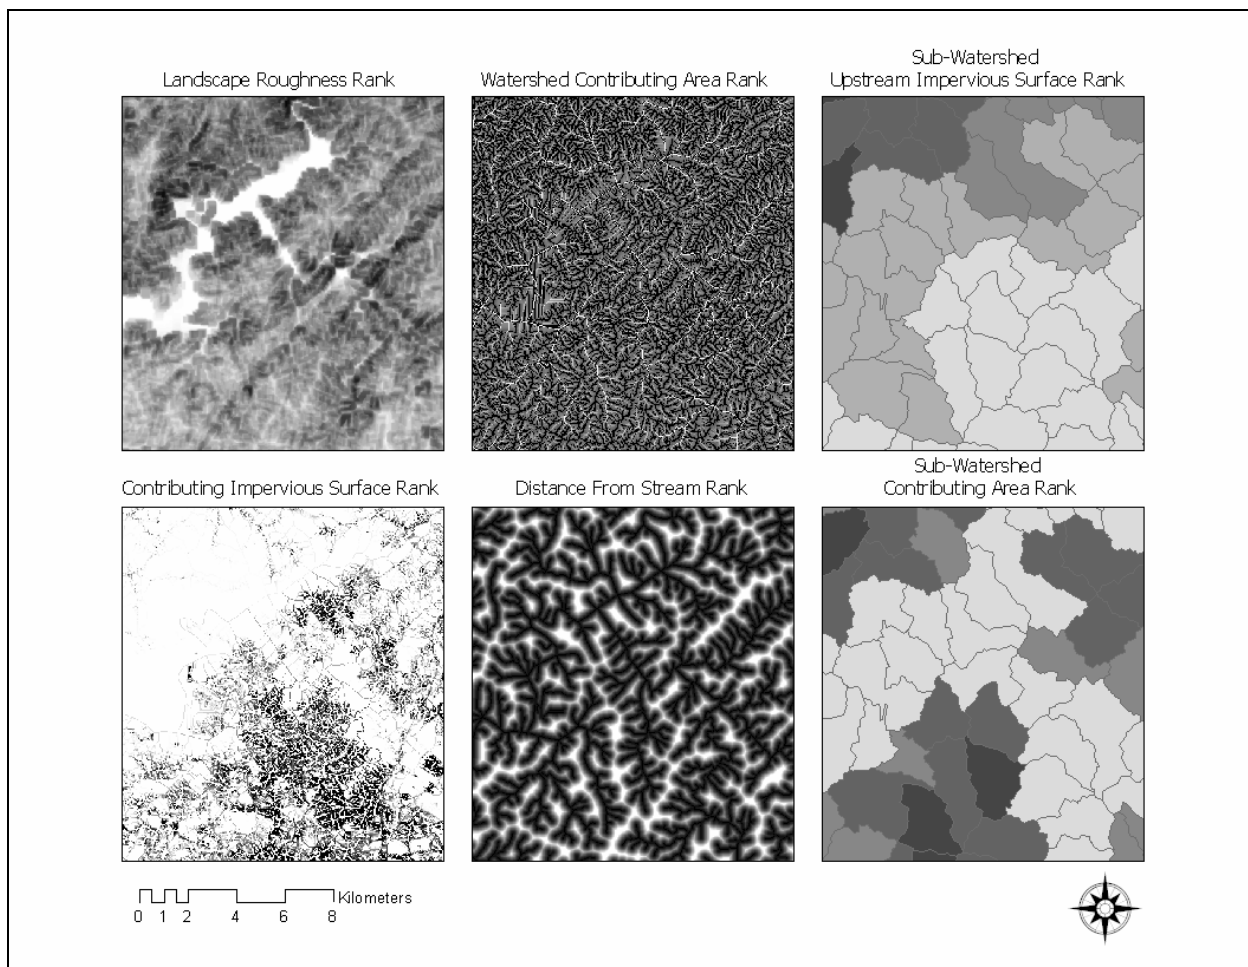 Landscape Roughness Rank
Watershed Contributing Area Rank
Sub-Watershed
Upstream Impervious Surface Rank
Contributing Impervious Surface Rank
Distance From Stream Rank
Sub-Watershed
Contributing Area Rank
Kilometers
0 1 2 4 6 8